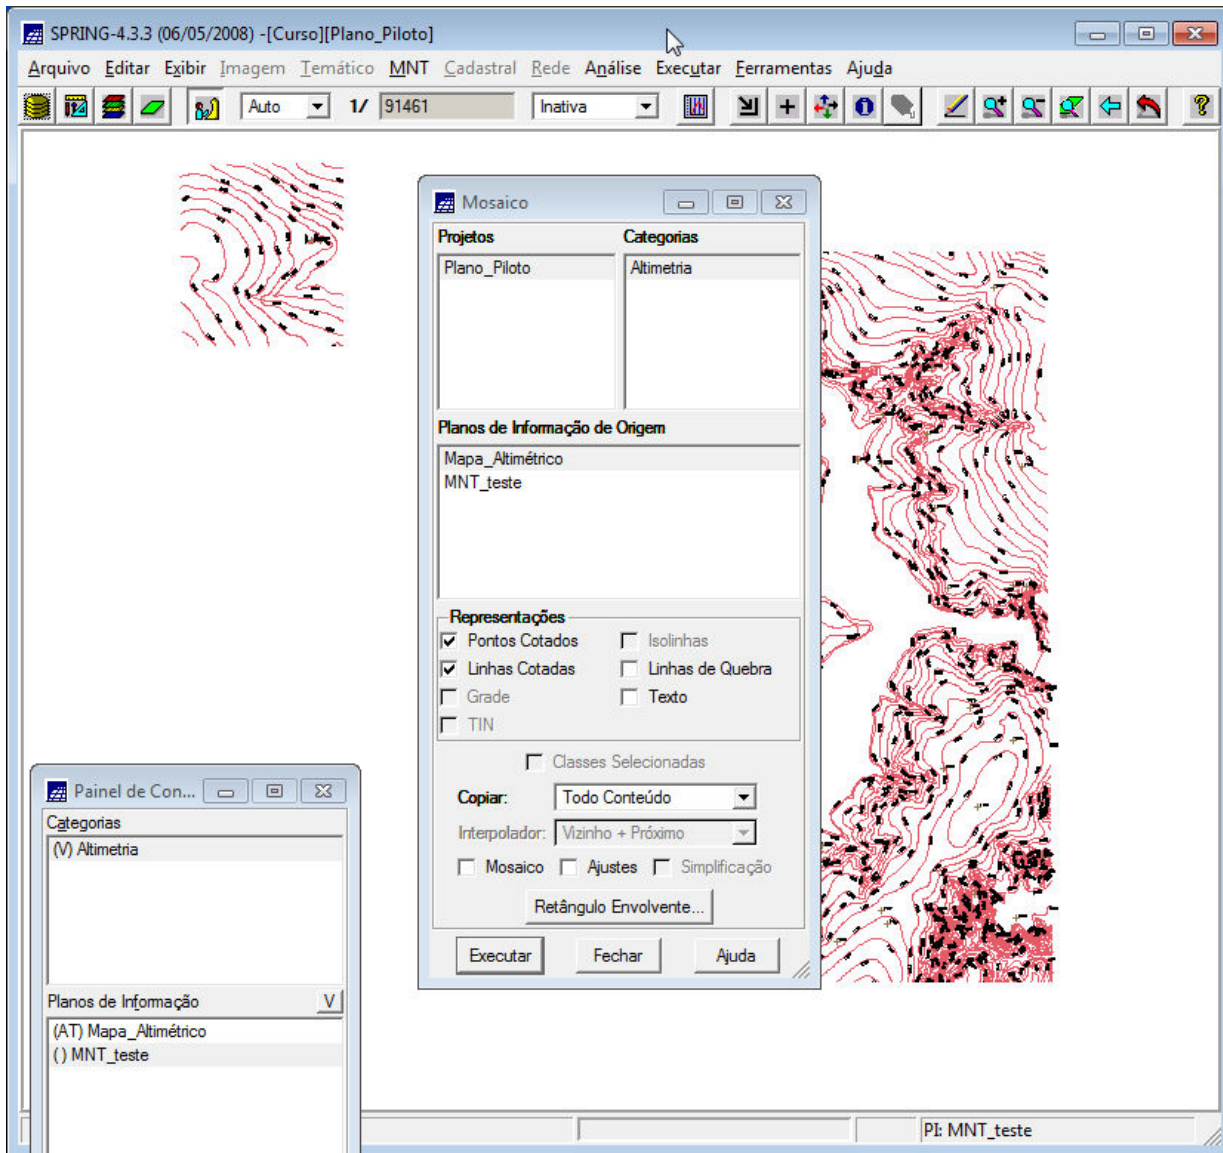 SPRING-4.3.3 (06/05/2008) -[Curso][Plano_Piloto]
Arquivo Editar Exibir Imagem Temático MNT Cadastral Rede Análise Executar Ferramentas Ajuda
Auto 1/ 91461 Inativa
Mosaico
Projetos Categorias
Plano_Piloto Altimetria
Planos de Informação de Origem
Mapa_Altimétrico
MNT_teste
Representações
Pontos Cotados Isolinhas
Linhas Cotadas Linhas de Quebra
Grade Texto
TIN
Classes Selecionadas
Copiar: Todo Conteúdo
Interpolador: Vizinho + Próximo
Mosaico Ajustes Simplificação
Retângulo Envolvente...
Executar Fechar Ajuda
Painel de Con...
Categorias
(V) Altimetria
Planos de Informação V
(AT) Mapa_Altimétrico
( ) MNT_teste
PI: MNT_teste